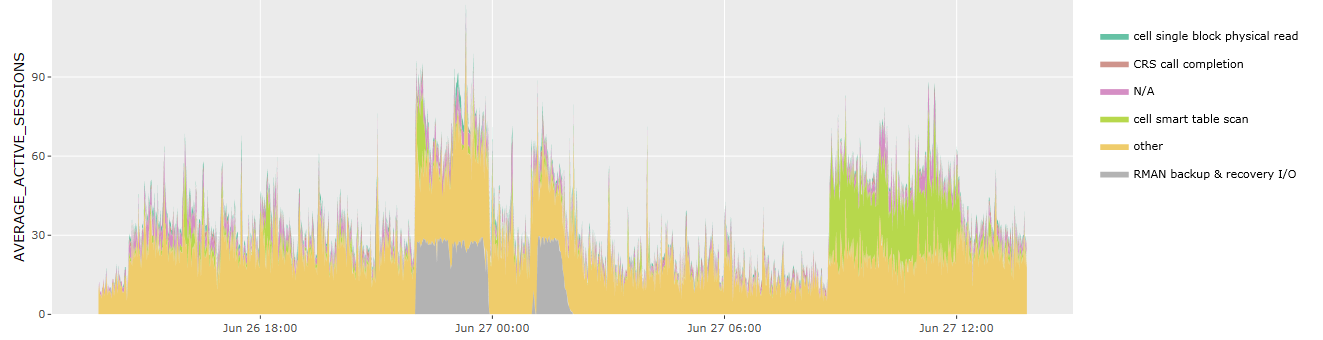 AVERAGE_ACTIVE_SESSIONS
90
60
30
0
Jun 26 18:00
Jun 27 00:00
Jun 27 06:00
Jun 27 12:00
cell single block physical read
CRS call completion
N/A
cell smart table scan
other
RMAN backup & recovery I/O